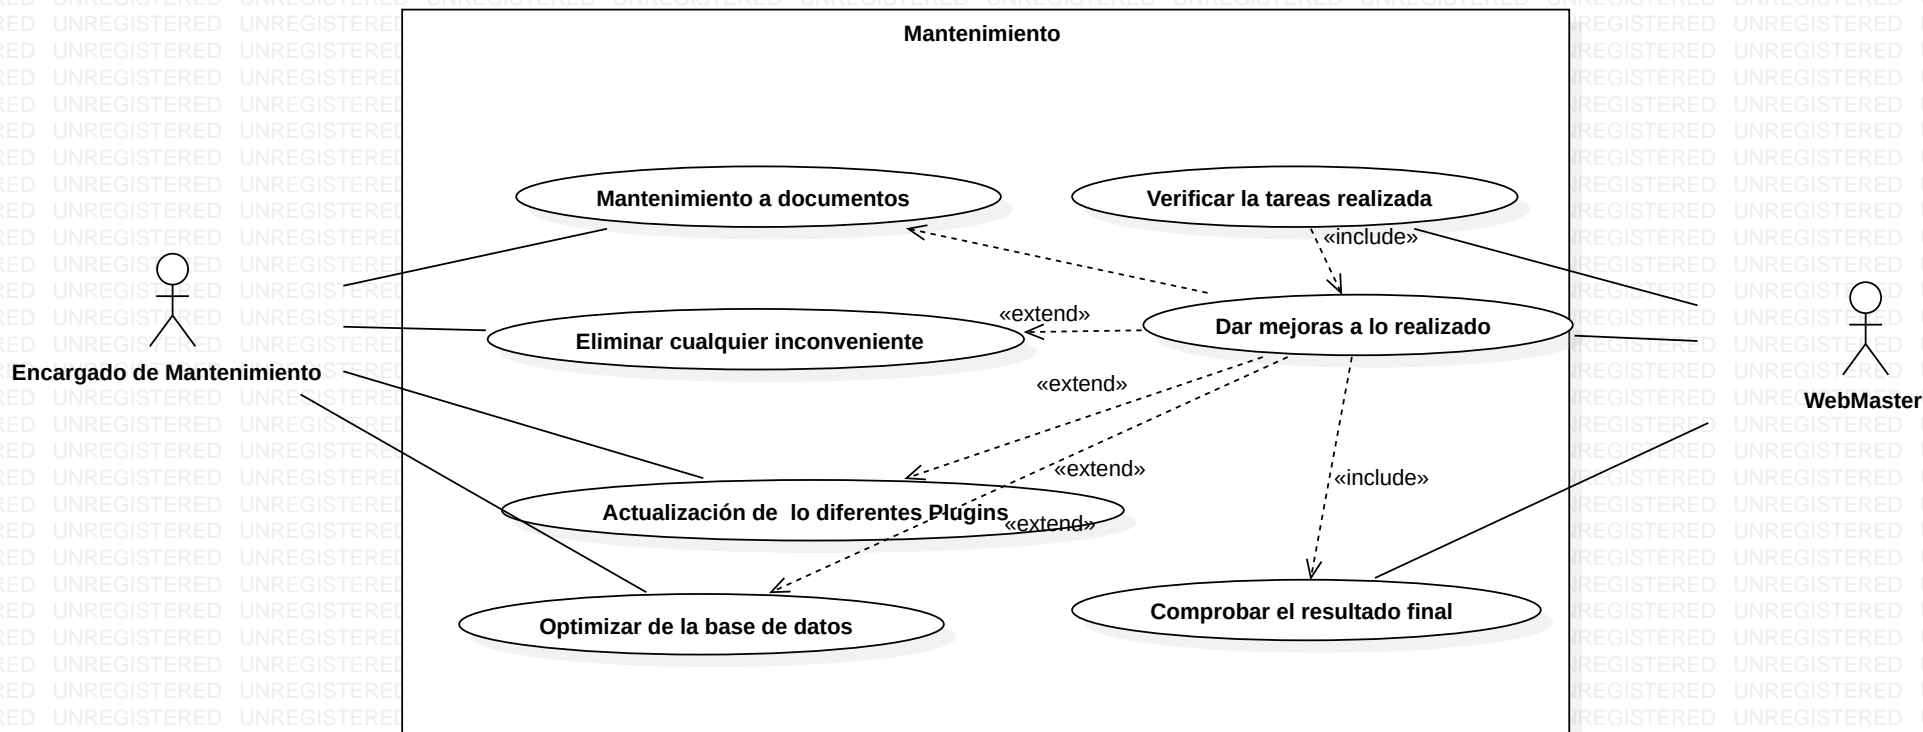 Mantenimiento
Mantenimiento a documentos
Verificar la tareas realizada
«include»
Encargado de Mantenimiento
Eliminar cualquier inconveniente
«extend»
Dar mejoras a lo realizado
WebMaster
«extend»
«extend»
«include»
Actualización de  lo diferentes Plugins
«extend»
Optimizar de la base de datos
Comprobar el resultado final
UNREGISTERED